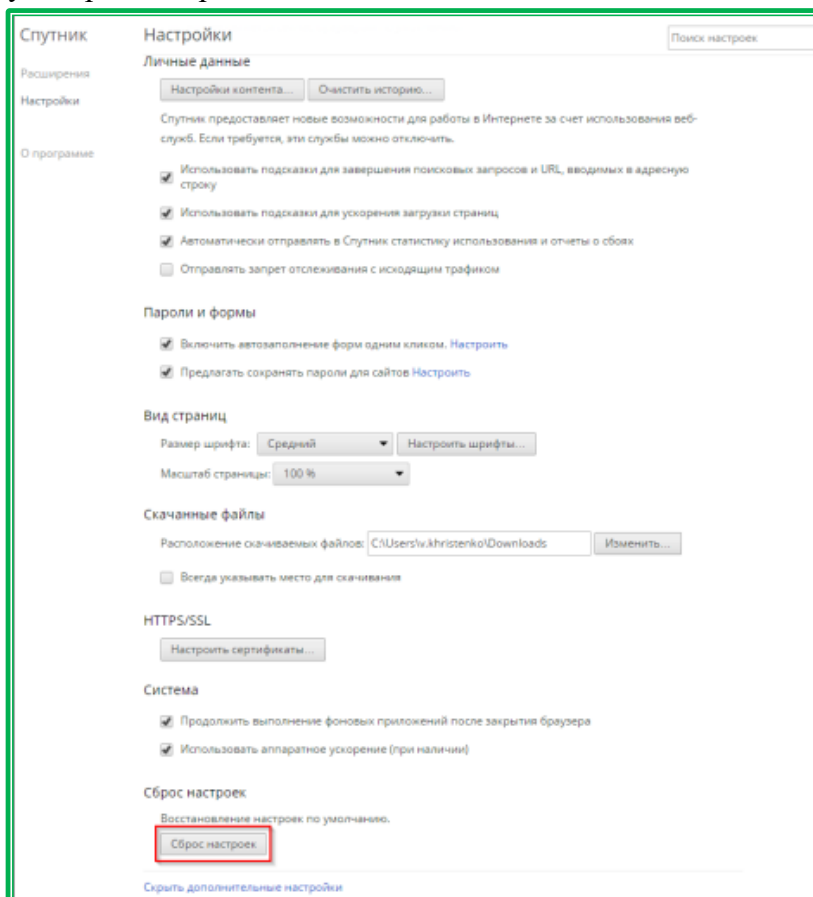 Спутник
Настройки
Поиск настроек
Личные данные
Расширения
Настройки
О программе
Настройки контента...
Очистить историю...
Спутник предоставляет новые возможности для работы в Интернете за счет использования веб-
служб. Если требуется, эти службы можно отключить.
Использовать подсказки для завершения поисковых запросов и URL, вводимых в адресную
строку
Использовать подсказки для ускорения загрузки страниц
Автоматически отправлять в Спутник статистику использования и отчеты о сбоях
Отправлять запрет отслеживания с исходящим трафиком
Пароли и формы
Включить автозаполнение форм одним кликом. Настроить
Предлагать сохранять пароли для сайтов Настроить
Вид страниц
Размер шрифта: Средний Настроить шрифты...
Масштаб страницы: 100 %
Скачанные файлы
Расположение скачиваемых файлов: C:\Users\v.khristenko\Downloads Изменить...
Всегда указывать место для скачивания
HTTPS/SSL
Настроить сертификаты...
Система
Продолжить выполнение фоновых приложений после закрытия браузера
Использовать аппаратное ускорение (при наличии)
Сброс настроек
Восстановление настроек по умолчанию.
Сброс настроек
Скрыть дополнительные настройки